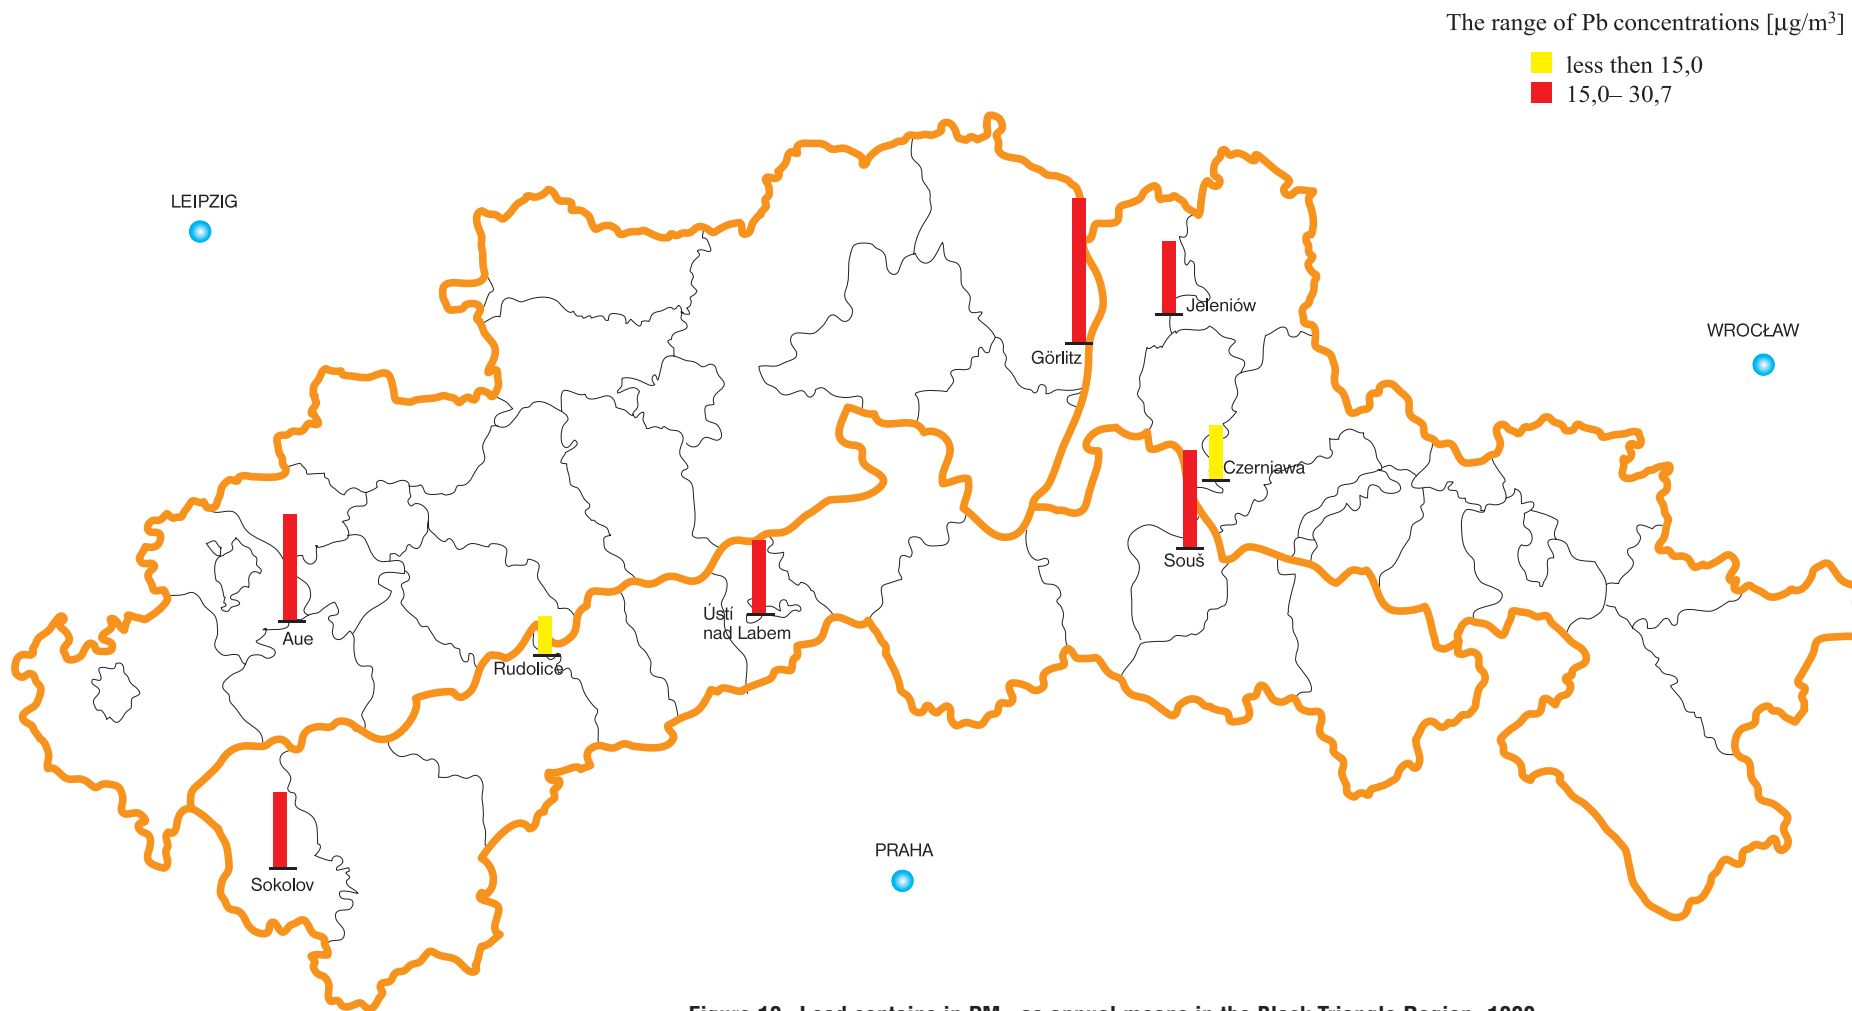 The range of Pb concentrations [µg/m³]
less then 15,0
15,0– 30,7
LEIPZIG
WROCŁAW
Jeleniów
Görlitz
Czerniawa
Souš
Ústí
nad Labem
Aue
Rudolice
PRAHA
Sokolov